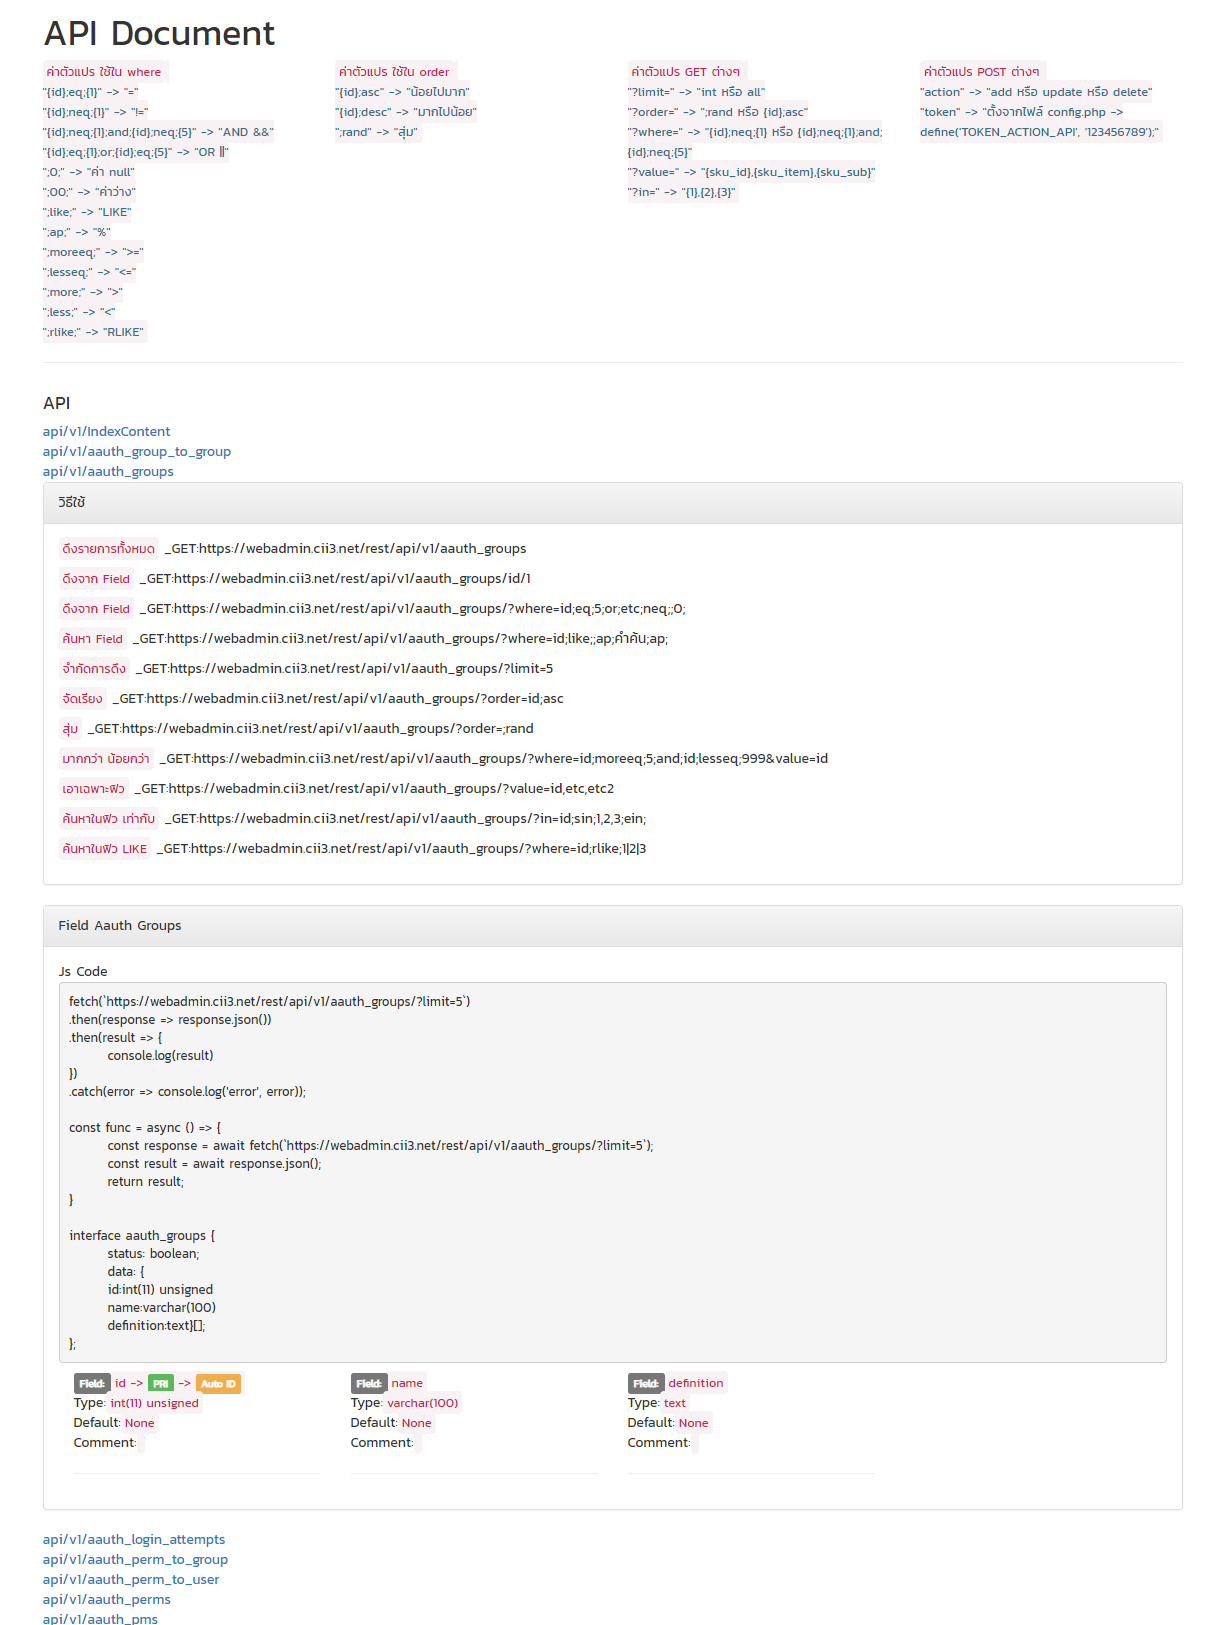 API Document
ค่าตัวแปร ใช้ใน where
"{id};eq;{1}" -> "="
"{id};neq;{1}" -> "!="
"{id};neq;{1};and;{id};neq;{5}" -> "AND &&"
"{id};eq;{1};or;{id};eq;{5}" -> "OR ||"
";0;" -> "ค่า null"
";00;" -> "ค่าว่าง"
";like;" -> "LIKE"
";ap;" -> "%"
";moreeq;" -> ">="
";lesseq;" -> "<="
";more;" -> ">"
";less;" -> "<"
";rlike;" -> "RLIKE"
ค่าตัวแปร ใช้ใน order
"{id};asc" -> "น้อยไปมาก"
"{id};desc" -> "มากไปน้อย"
";rand" -> "สุ่ม"
ค่าตัวแปร GET ต่างๆ
"?limit=" -> "int หรือ all"
"?order=" -> ";rand หรือ {id};asc"
"?where=" -> "{id};neq;{1} หรือ {id};neq;{1};and;
{id};neq;{5}"
"?value=" -> "{sku_id},{sku_item},{sku_sub}"
"?in=" -> "{1},{2},{3}"
ค่าตัวแปร POST ต่างๆ
"action" -> "add หรือ update หรือ delete"
"token" -> "ตั้งจากไฟล์ config.php ->
define('TOKEN_ACTION_API', '123456789');"
API
api/v1/IndexContent
api/v1/aauth_group_to_group
api/v1/aauth_groups
วิธีใช้
ดึงรายการทั้งหมด _GET:https://webadmin.cii3.net/rest/api/v1/aauth_groups
ดึงจาก Field _GET:https://webadmin.cii3.net/rest/api/v1/aauth_groups/id/1
ดึงจาก Field _GET:https://webadmin.cii3.net/rest/api/v1/aauth_groups/?where=id;eq;5;or;etc;neq;;0;
ค้นหา Field _GET:https://webadmin.cii3.net/rest/api/v1/aauth_groups/?where=id;like;;ap;คำค้น;ap;
จำกัดการดึง _GET:https://webadmin.cii3.net/rest/api/v1/aauth_groups/?limit=5
จัดเรียง _GET:https://webadmin.cii3.net/rest/api/v1/aauth_groups/?order=id;asc
สุ่ม _GET:https://webadmin.cii3.net/rest/api/v1/aauth_groups/?order=;rand
มากกว่า น้อยกว่า _GET:https://webadmin.cii3.net/rest/api/v1/aauth_groups/?where=id;moreeq;5;and;id;lesseq;999&value=id
เอาเฉพาะฟิว _GET:https://webadmin.cii3.net/rest/api/v1/aauth_groups/?value=id,etc,etc2
ค้นหาในฟิว เท่ากับ _GET:https://webadmin.cii3.net/rest/api/v1/aauth_groups/?in=id;sin;1,2,3;ein;
ค้นหาในฟิว LIKE _GET:https://webadmin.cii3.net/rest/api/v1/aauth_groups/?where=id;rlike;1|2|3
Field Aauth Groups
Js Code
fetch(`https://webadmin.cii3.net/rest/api/v1/aauth_groups/?limit=5`)
.then(response => response.json())
.then(result => {
console.log(result)
})
.catch(error => console.log('error', error));
const func = async () => {
const response = await fetch(`https://webadmin.cii3.net/rest/api/v1/aauth_groups/?limit=5`);
const result = await response.json();
return result;
}
interface aauth_groups {
status: boolean;
data: {
id:int(11) unsigned
name:varchar(100)
definition:text}[];
};
Field: id -> PRI -> Auto ID
Type: int(11) unsigned
Default: None
Comment:
Field: name
Type: varchar(100)
Default: None
Comment:
Field: definition
Type: text
Default: None
Comment:
api/v1/aauth_login_attempts
api/v1/aauth_perm_to_group
api/v1/aauth_perm_to_user
api/v1/aauth_perms
api/v1/aauth_pms